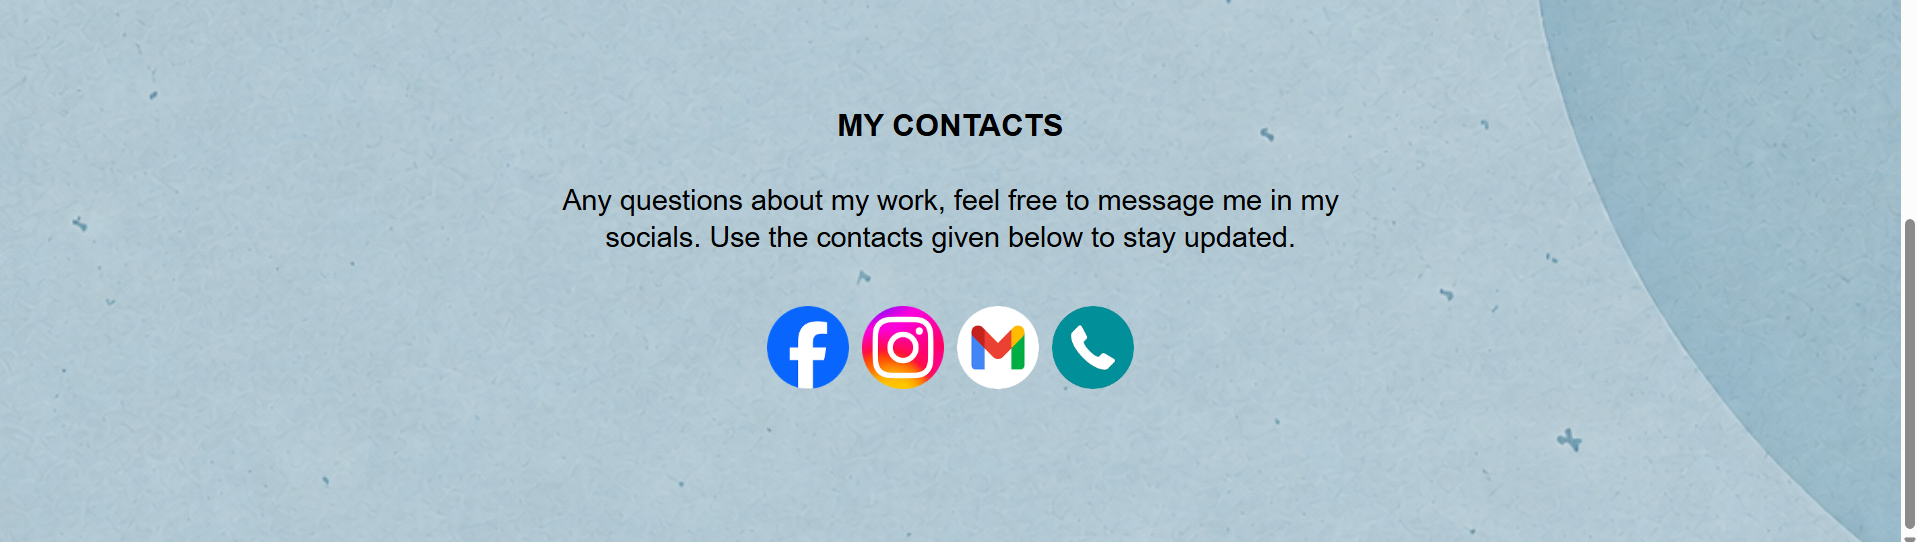 MY CONTACTS
Any questions about my work, feel free to message me in my
socials. Use the contacts given below to stay updated.